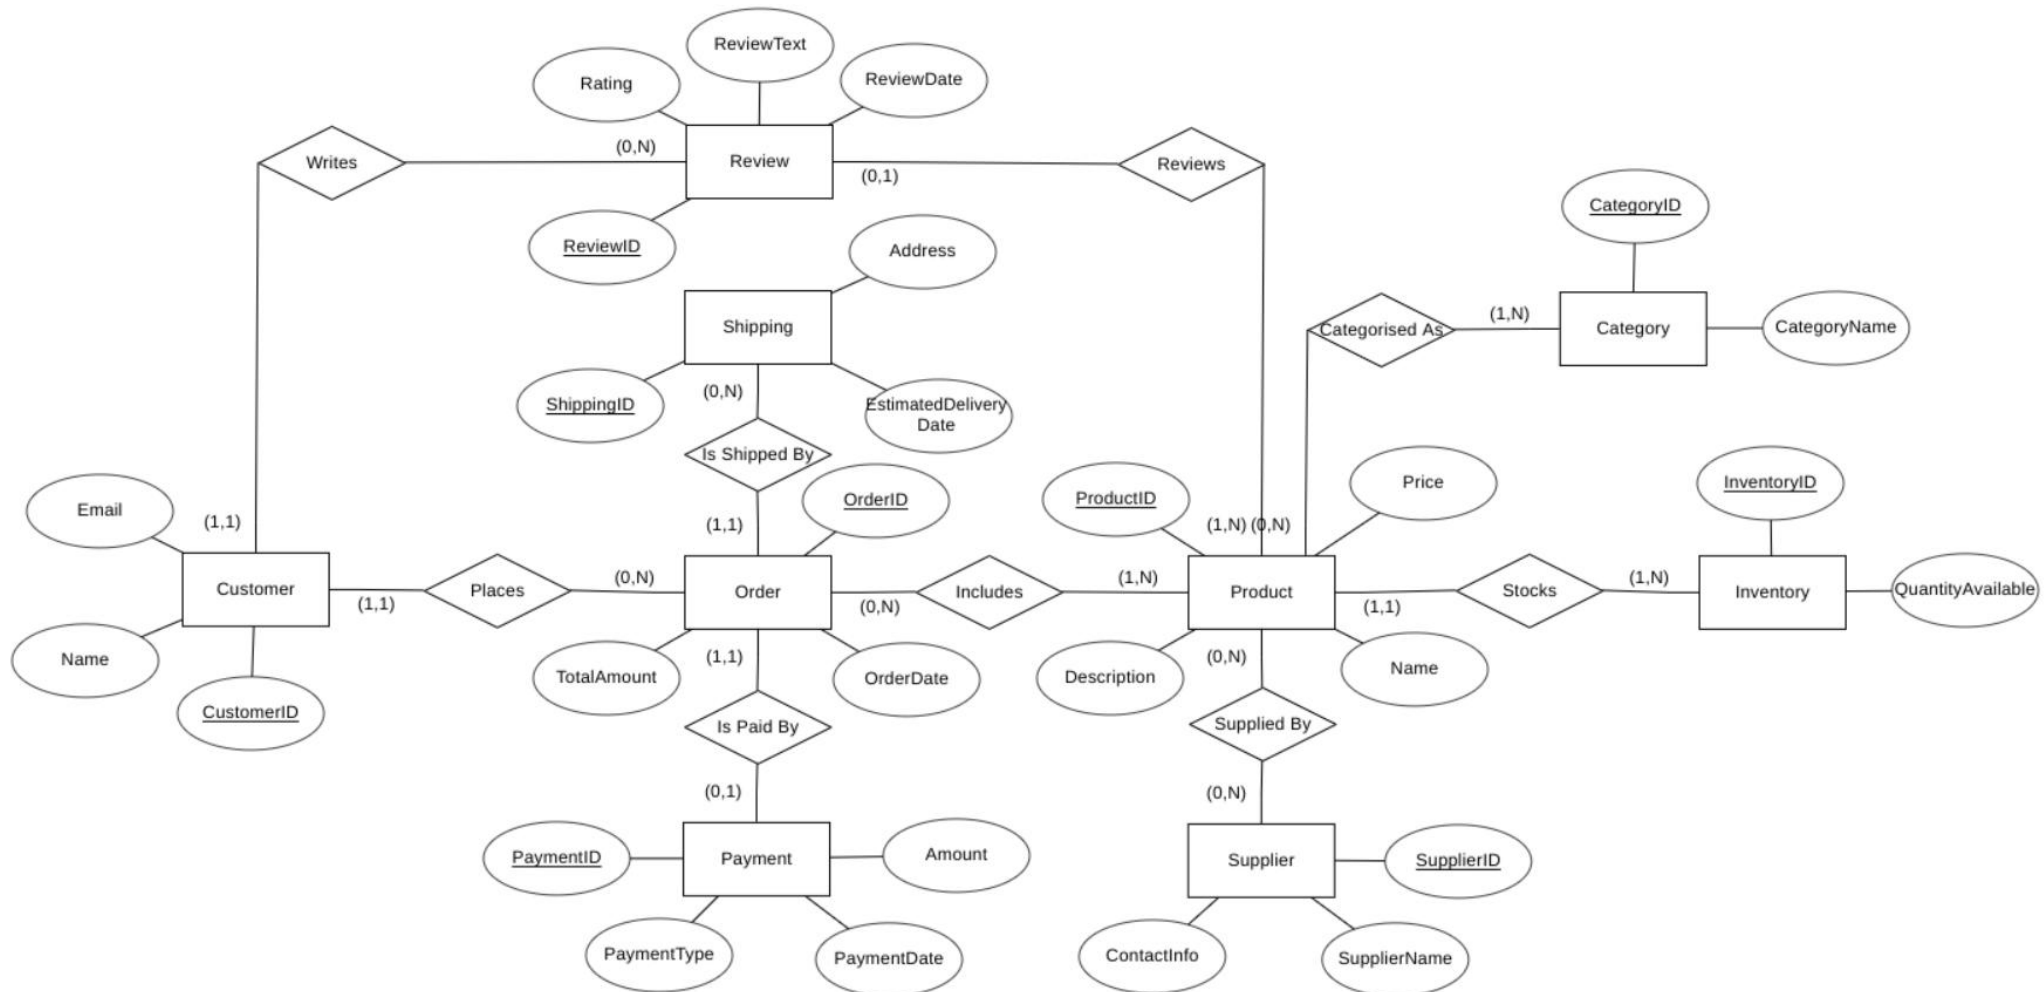 ReviewText
Rating
ReviewDate
Writes
(0,N)
Review
(0,1)
Reviews
ReviewID
CategoryID
Address
Shipping
Categorised As
(1,N)
Category
CategoryName
ShippingID
(0,N)
EstimatedDelivery
Date
Is Shipped By
OrderID
ProductID
Price
InventoryID
Email
(1,1)
(1,1)
(1,N)
(0,N)
Customer
(1,1)
Places
(0,N)
Order
(0,N)
Includes
(1,N)
Product
(1,1)
Stocks
(1,N)
Inventory
QuantityAvailable
Name
TotalAmount
(1,1)
OrderDate
Description
(0,N)
Name
CustomerID
Is Paid By
Supplied By
(0,1)
(0,N)
PaymentID
Payment
Amount
Supplier
SupplierID
PaymentType
PaymentDate
ContactInfo
SupplierName